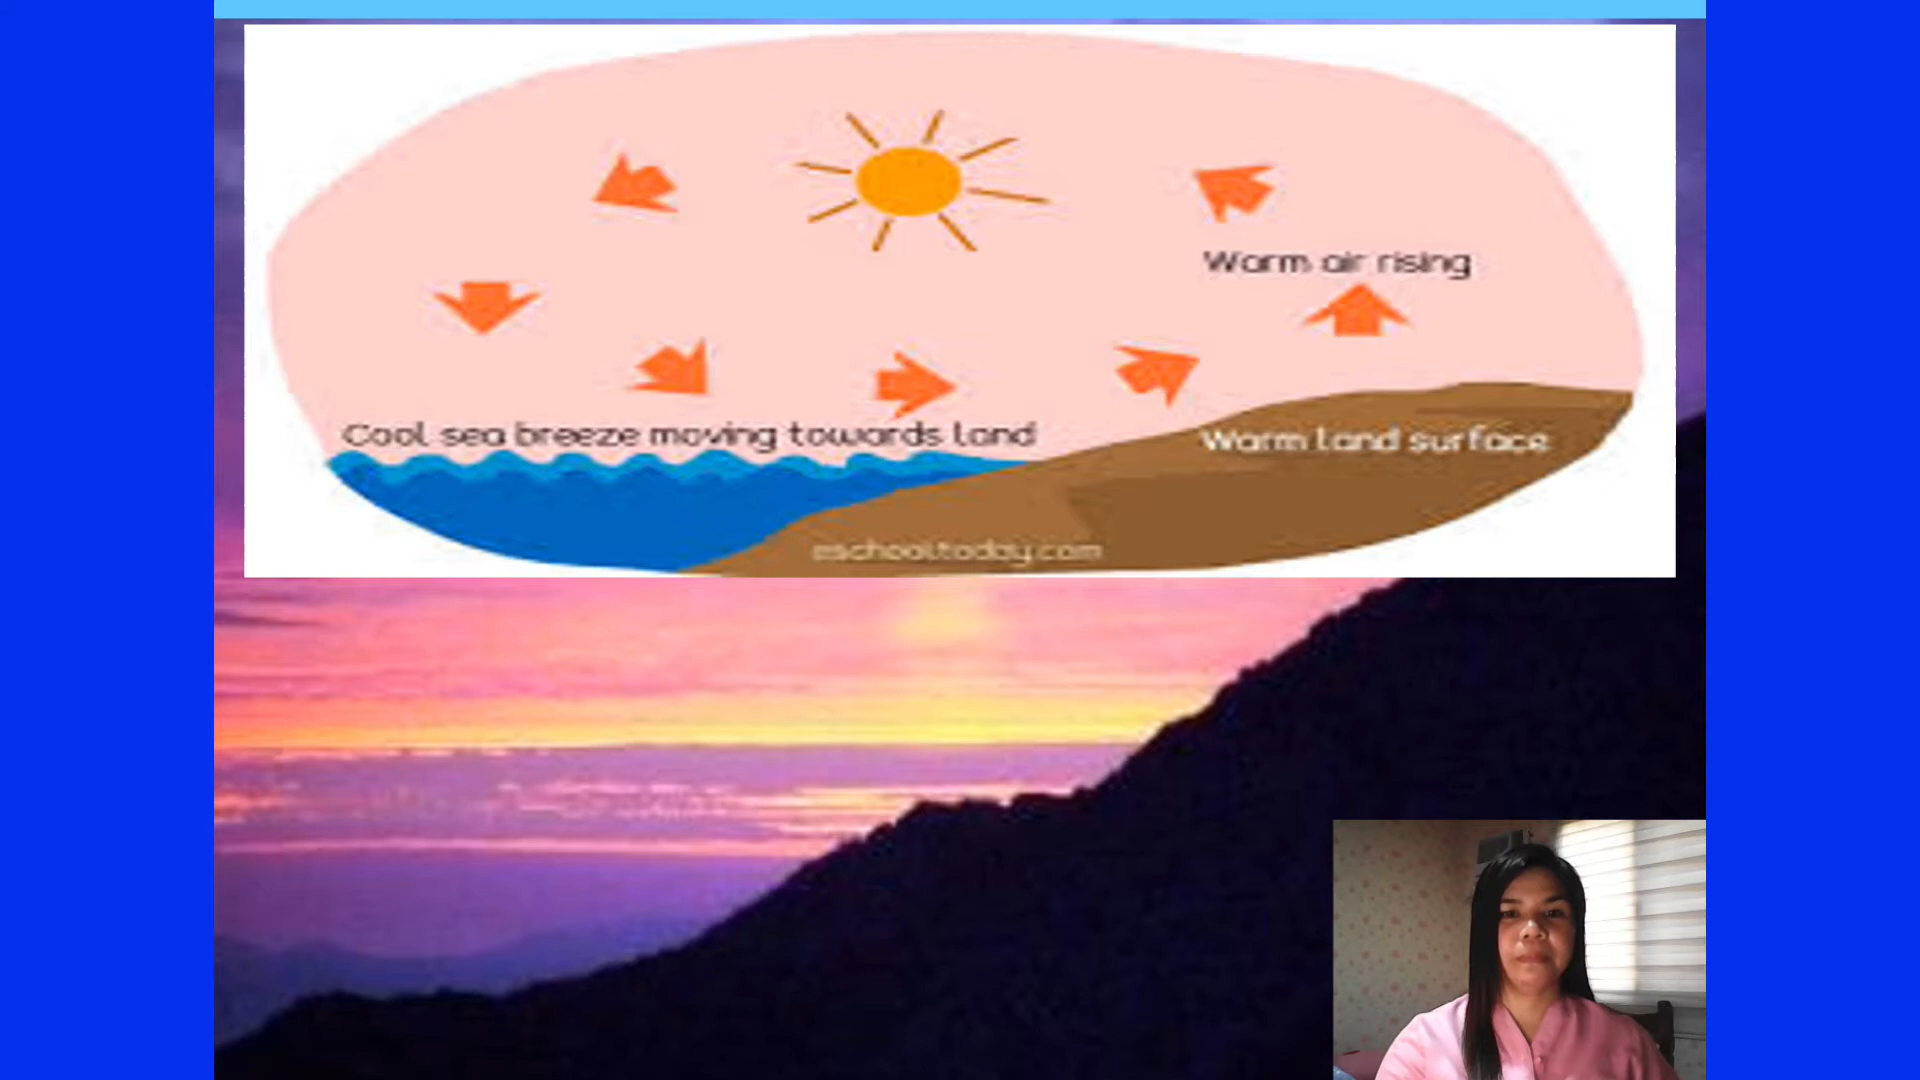 Warm air rising
Cool sea breeze moving towards land
Warm land surface
eschooltoday.com